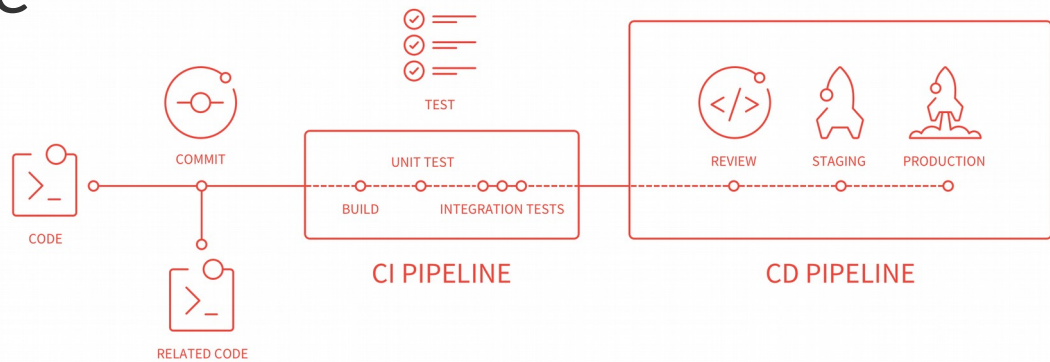 TEST
COMMIT
UNIT TEST
REVIEW
STAGING
PRODUCTION
BUILD
INTEGRATION TESTS
CODE
CI PIPELINE
CD PIPELINE
RELATED CODE